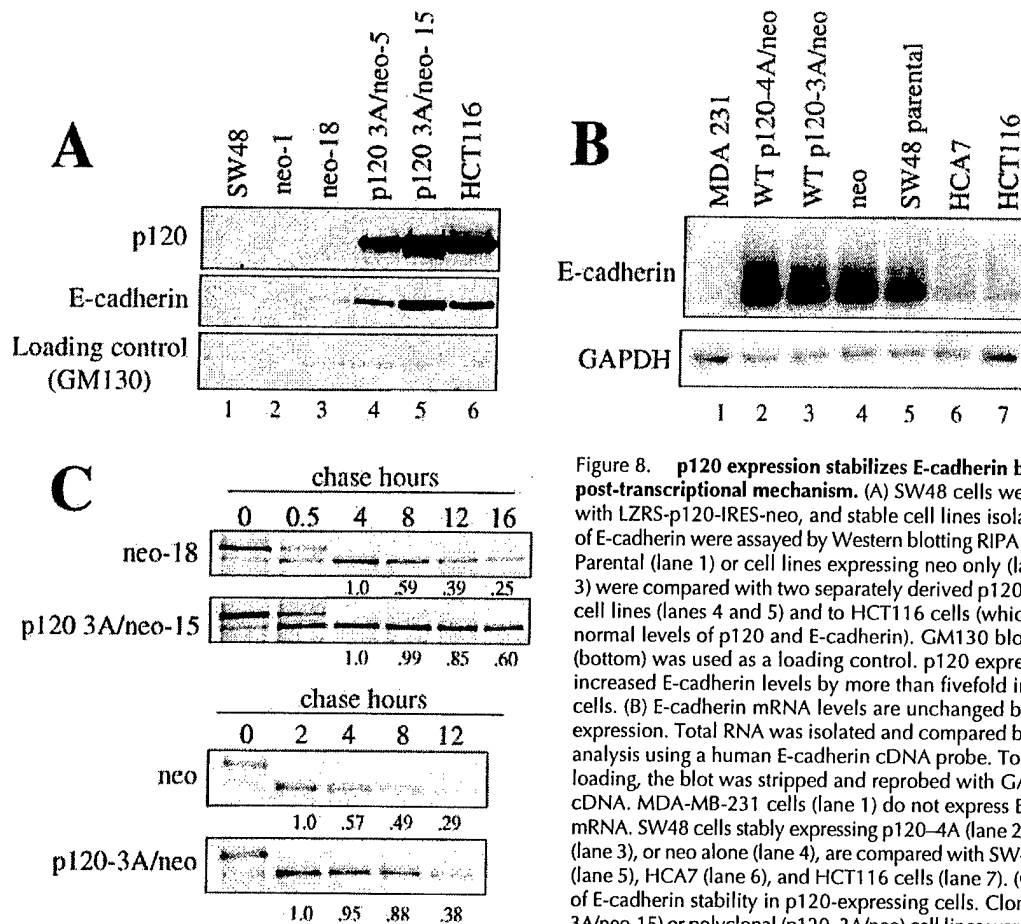 A
SW48
neo-1
neo-18
p120 3A/neo-5
p120 3A/neo- 15
HCT116
p120
E-cadherin
Loading control
(GM130)
1 2 3 4 5 6
B
MDA 231
WT p120-4A/neo
WT p120-3A/neo
neo
SW48 parental
HCA7
HCT116
E-cadherin
GAPDH
1 2 3 4 5 6 7
C
chase hours
0 0.5 4 8 12 16
neo-18
1.0 .59 .39 .25
p120 3A/neo-15
1.0 .99 .85 .60
chase hours
0 2 4 8 12
neo
1.0 .57 .49 .29
p120-3A/neo
1.0 .95 .88 .38
Figure 8. p120 expression stabilizes E-cadherin b
post-transcriptional mechanism. (A) SW48 cells we
with LZRS-p120-IRES-neo, and stable cell lines isola
of E-cadherin were assayed by Western blotting RIPA
Parental (lane 1) or cell lines expressing neo only (la
3) were compared with two separately derived p120
cell lines (lanes 4 and 5) and to HCT116 cells (whic
normal levels of p120 and E-cadherin). GM130 blo
(bottom) was used as a loading control. p120 expre
increased E-cadherin levels by more than fivefold i
cells. (B) E-cadherin mRNA levels are unchanged b
expression. Total RNA was isolated and compared b
analysis using a human E-cadherin cDNA probe. To
loading, the blot was stripped and reprobed with GA
cDNA. MDA-MB-231 cells (lane 1) do not express E
mRNA. SW48 cells stably expressing p120–4A (lane 2
(lane 3), or neo alone (lane 4), are compared with SW
(lane 5), HCA7 (lane 6), and HCT116 cells (lane 7). (
of E-cadherin stability in p120-expressing cells. Clon